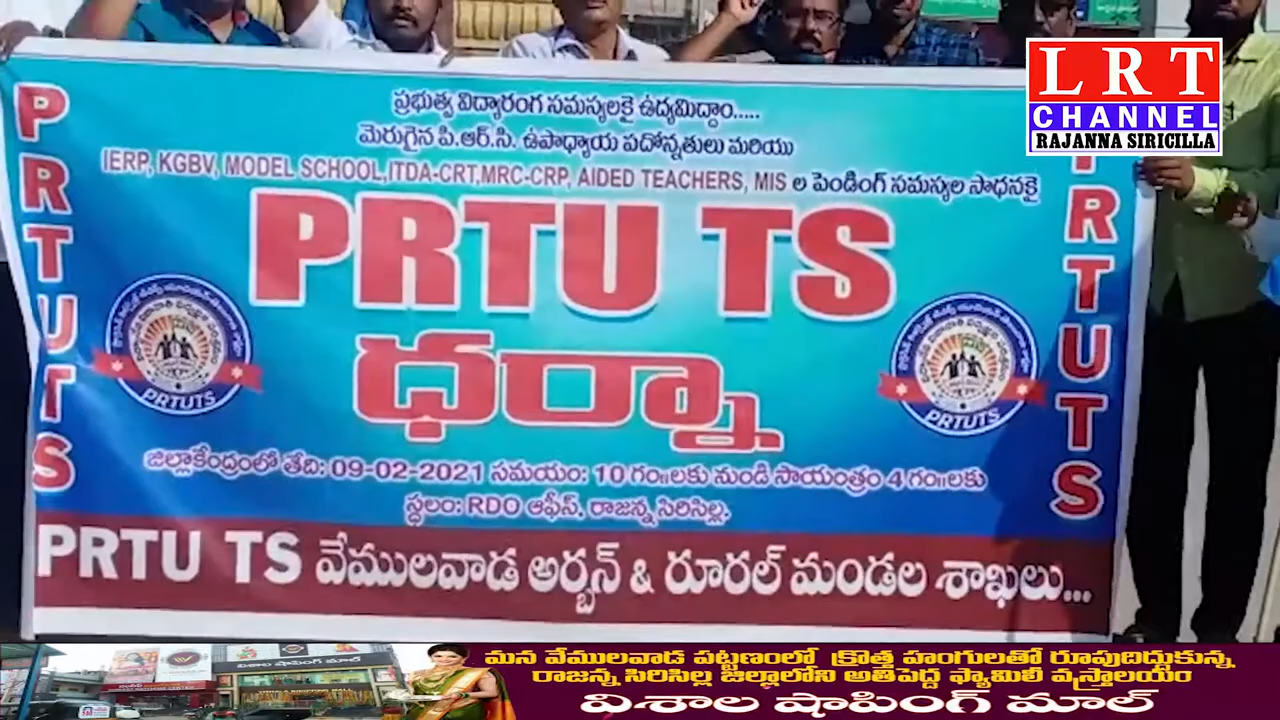 ప్రభుత్వ విద్యారంగ సమస్యలకై ఉద్యమిద్దాం.....
మెరుగైన పి.ఆర్.సి. ఉపాధ్యాయ పదోన్నతులు మరియు
IERP, KGBV, MODEL SCHOOL,ITDA-CRT,MRC-CRP, AIDED TEACHERS, MIS ల పెండింగ్ సమస్యల సాధనకై
PRTU TS
ధర్నా
జిల్లాకేంద్రంలో తేది: 09-02-2021 సమయం: 10 గం॥లకు నుండి సాయంత్రం 4 గం॥లకు
స్థలం: RDO ఆఫీస్, రాజన్న సిరిసిల్ల.
PRTU TS వేములవాడ అర్బన్ & రూరల్ మండల శాఖలు...
PRTUTS
PRTUTS
PRTUTS
RTUTS
LRT
CHANNEL
RAJANNA SIRICILLA
విశాల షాపింగ్ మాల్
మన వేములవాడ పట్టణంలో క్రొత్త హంగులతో రూపుదిద్దుకున్న
రాజన్న సిరిసిల్ల జిల్లాలోని అతిపెద్ద ఫ్యామిలీ వస్త్రాలయం
విశాల షాపింగ్ మాల్